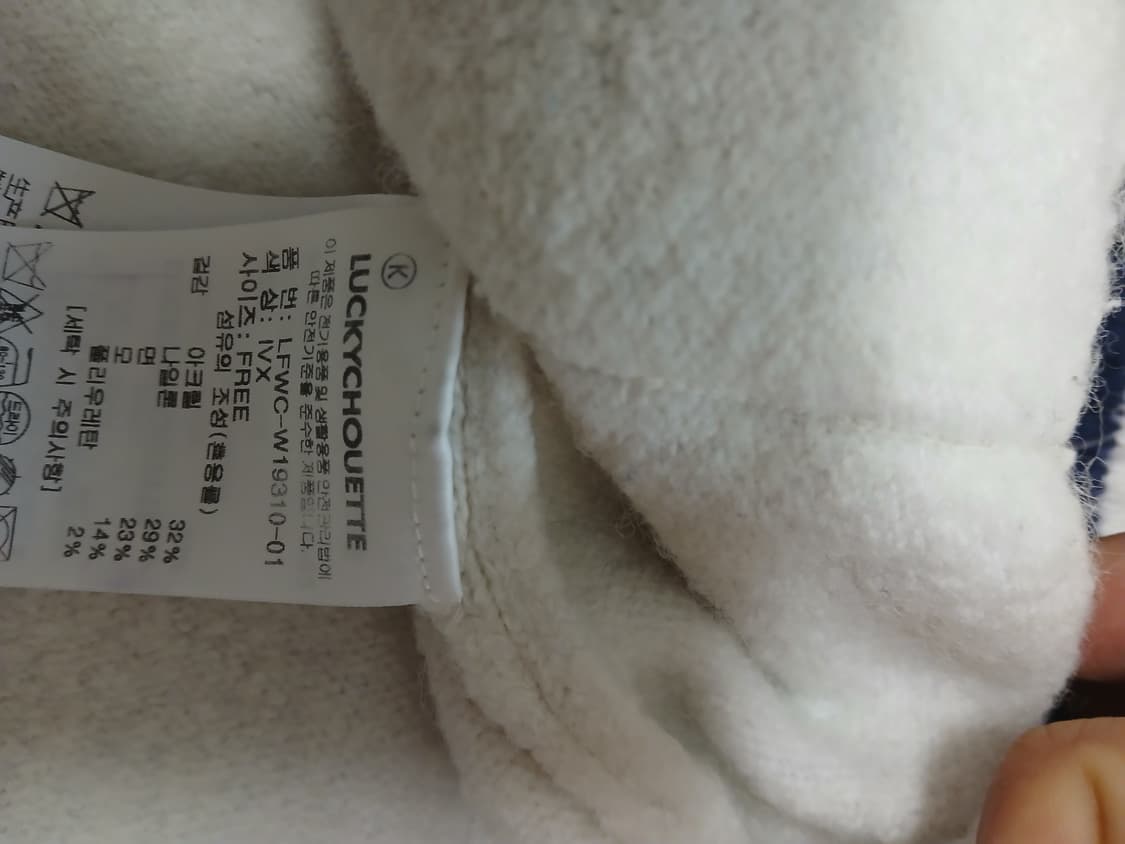 K
LUCKYCHOUETTE
이 제품은 전기용품 및 생활용품 안전관리법에
따른 안전기준을 준수한 제품입니다.
품 번: LFWC-W19310-01
색 상: IVX
사이즈: FREE
섬유의 조성(혼용률)
겉감 아크릴 32%
나일론 29%
면 23%
모 14%
폴리우레탄 2%
[세탁 시 주의사항]
드라이